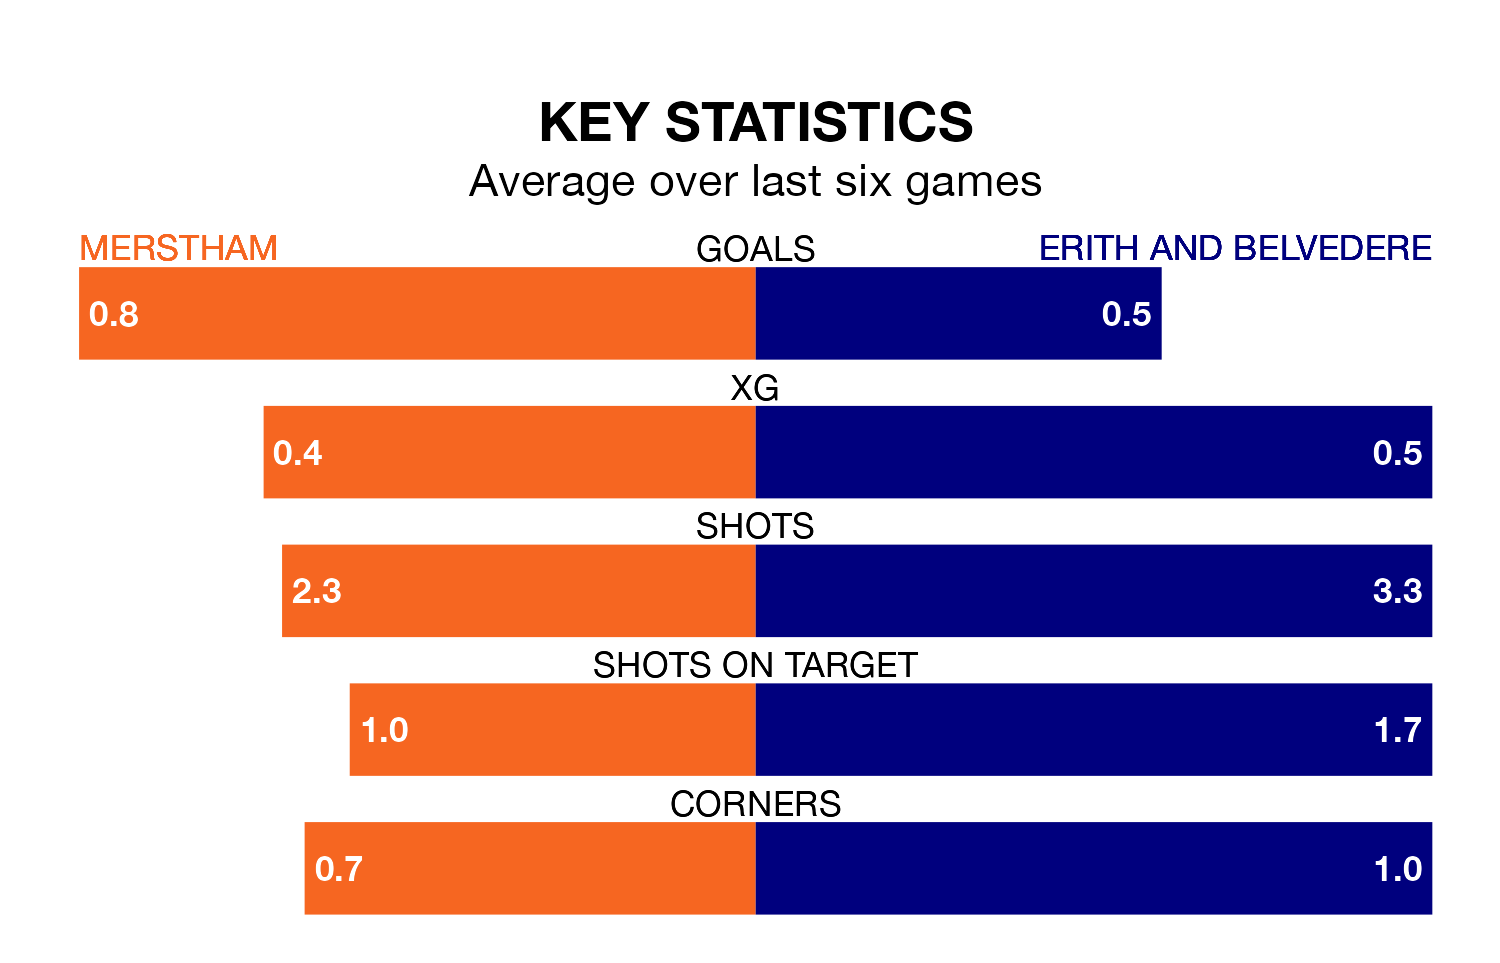 KEY STATISTICS
Average over last six games
MERSTHAM GOALS ERITH AND BELVEDERE
0.8 0.5
XG
0.4 0.5
SHOTS
2.3 3.3
SHOTS ON TARGET
1.0 1.7
CORNERS
0.7 1.0